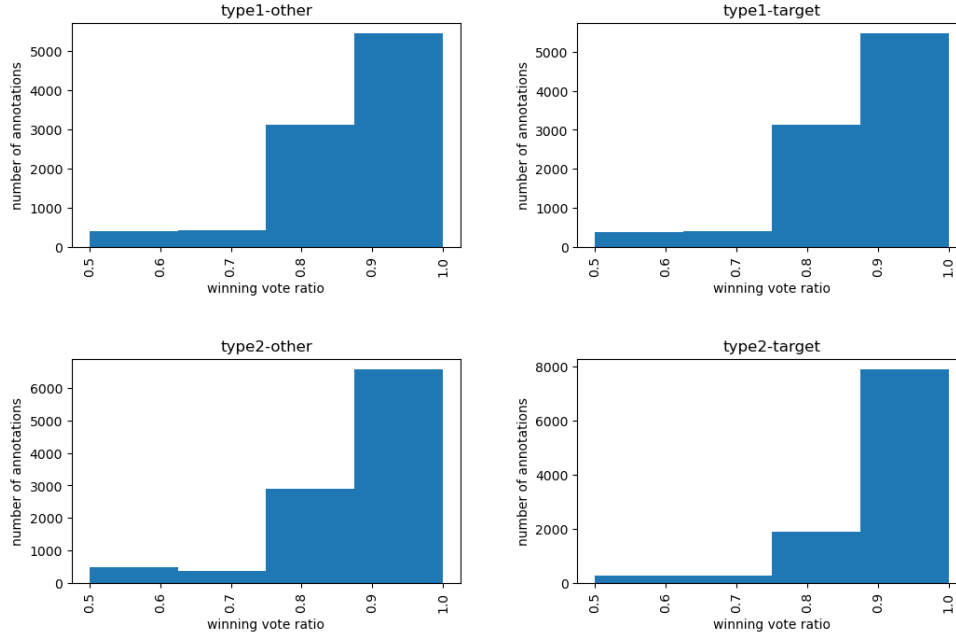 type1-other
number of annotations
5000
4000
3000
2000
1000
0
0.5 0.6 0.7 0.8 0.9 1.0
winning vote ratio
type1-target
number of annotations
5000
4000
3000
2000
1000
0
0.5 0.6 0.7 0.8 0.9 1.0
winning vote ratio
type2-other
number of annotations
6000
5000
4000
3000
2000
1000
0
0.5 0.6 0.7 0.8 0.9 1.0
winning vote ratio
type2-target
number of annotations
8000
6000
4000
2000
0
0.5 0.6 0.7 0.8 0.9 1.0
winning vote ratio